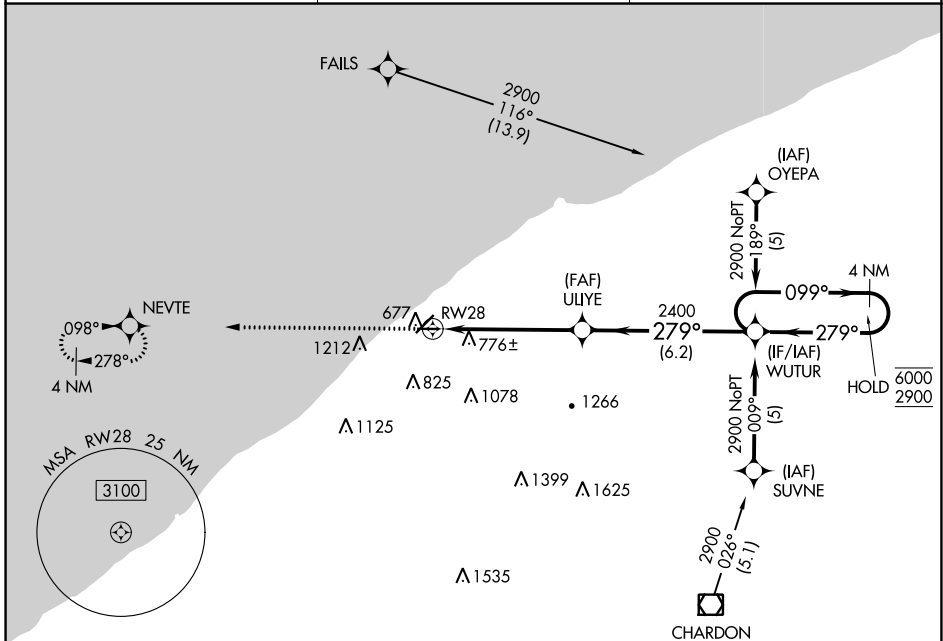 FAILS
2900
116°
(13.9)
(IAF)
OYEPA
2900 NoPT
189°
(5)
4 NM
099°
(FAF)
ULIYE
NEVTE
098°
278°
4 NM
677
RW28
1212
776±
2400
279°
(6.2)
279°
(IF/IAF)
WUTUR
HOLD
6000
2900
825
1078
1266
1125
2900 NoPT
009°
(5)
MSA RW28 25 NM
3100
1399
1625
(IAF)
SUVNE
2900
026°
(5.1)
1535
CHARDON